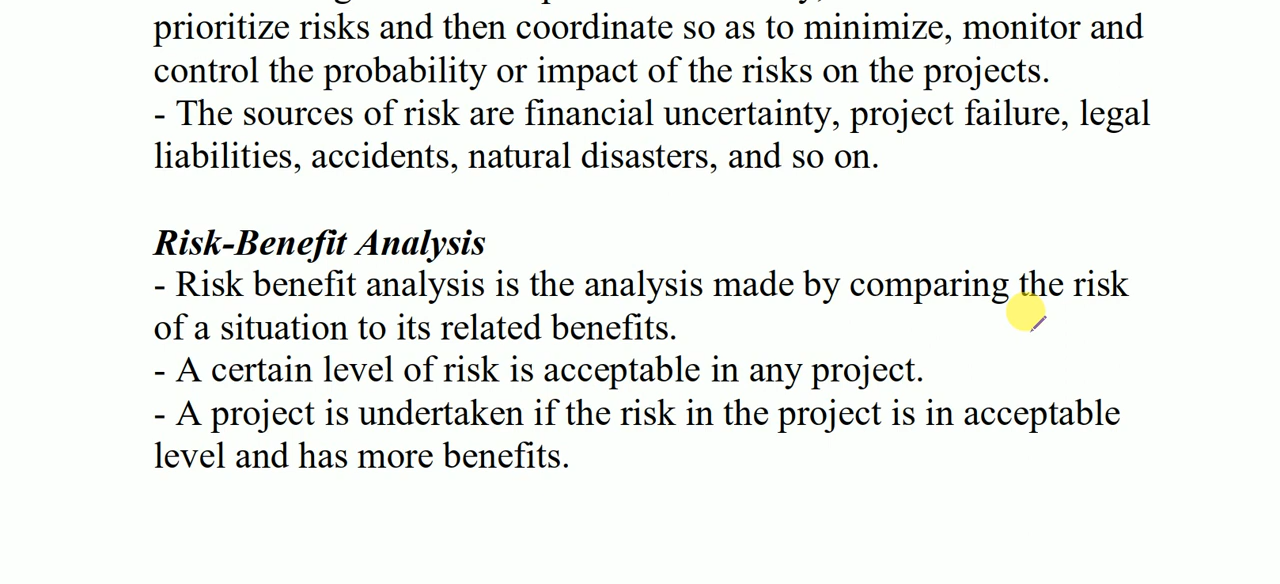 prioritize risks and then coordinate so as to minimize, monitor and
control the probability or impact of the risks on the projects.
- The sources of risk are financial uncertainty, project failure, legal
liabilities, accidents, natural disasters, and so on.
Risk-Benefit Analysis
- Risk benefit analysis is the analysis made by comparing the risk
of a situation to its related benefits.
- A certain level of risk is acceptable in any project.
- A project is undertaken if the risk in the project is in acceptable
level and has more benefits.